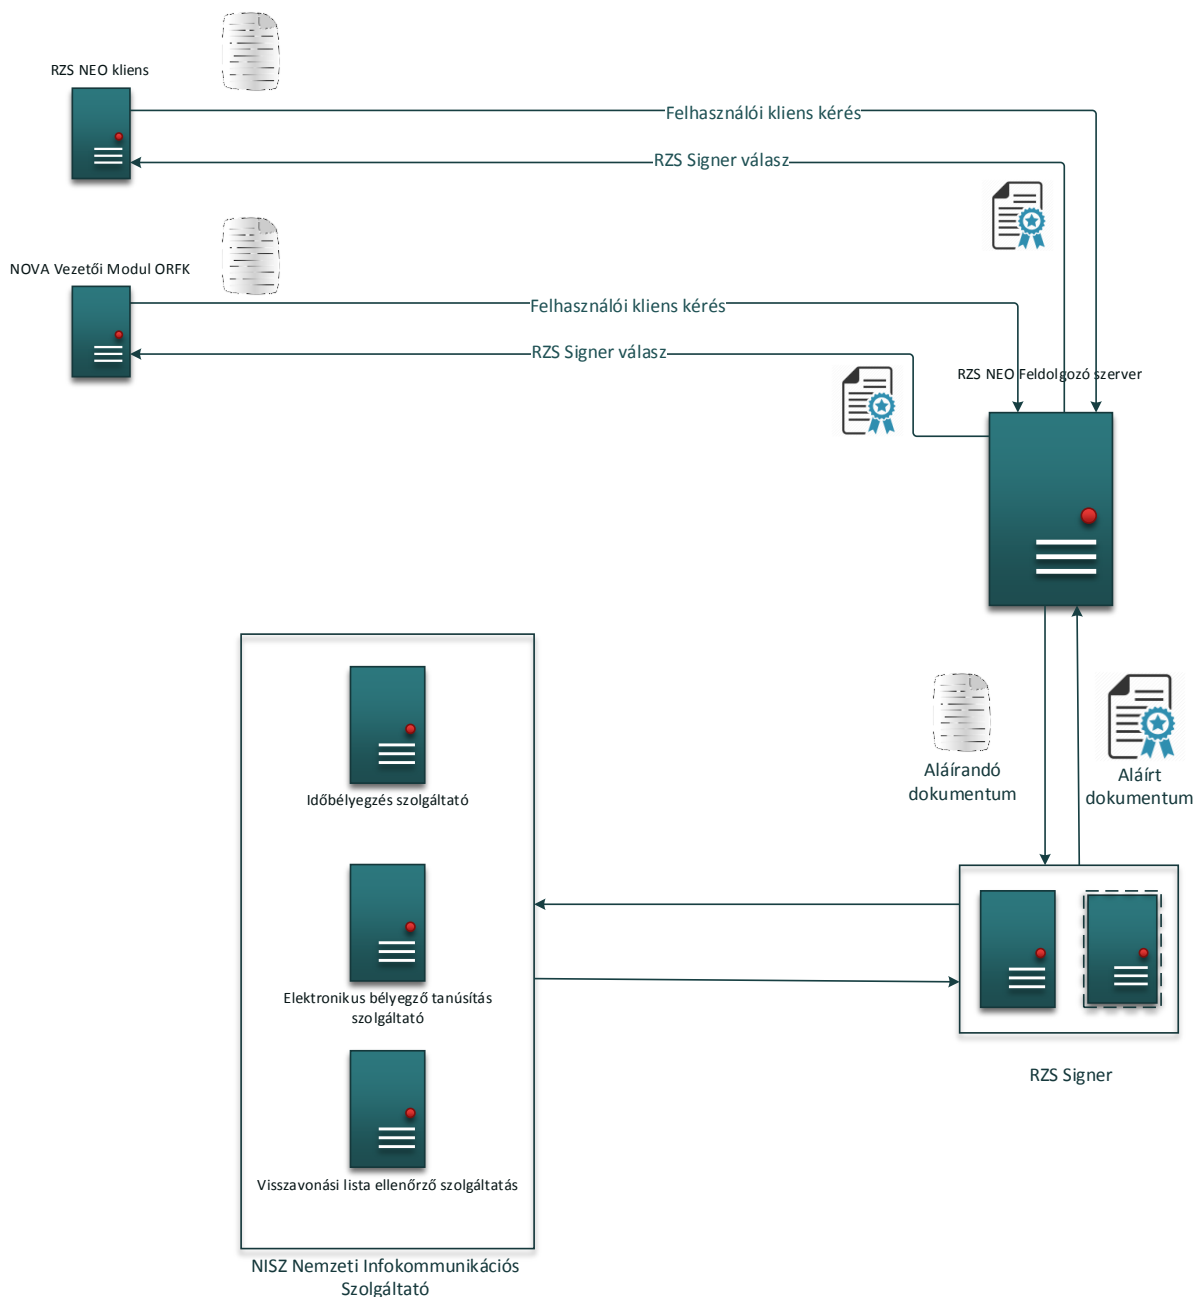 RZS NEO kliens
Felhasználói kliens kérés
RZS Signer válasz
NOVA Vezetői Modul ORFK
Felhasználói kliens kérés
RZS Signer válasz
RZS NEO Feldolgozó szerver
Aláírandó
dokumentum
Aláírt
dokumentum
Időbélyegzés szolgáltató
Elektronikus bélyegző tanúsítás
szolgáltató
RZS Signer
Visszavonási lista ellenőrző szolgáltatás
NISZ Nemzeti Infokommunikációs
Szolgáltató